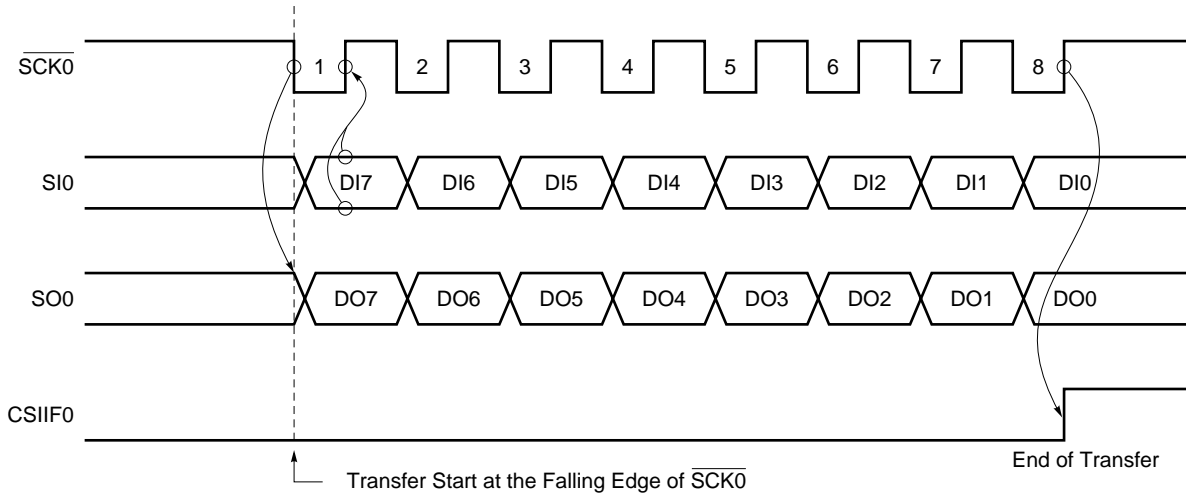 SCK0 1 2 3 4 5 6 7 8
SI0 DI7 DI6 DI5 DI4 DI3 DI2 DI1 DI0
SO0 DO7 DO6 DO5 DO4 DO3 DO2 DO1 DO0
CSIIF0
End of Transfer
Transfer Start at the Falling Edge of SCK0